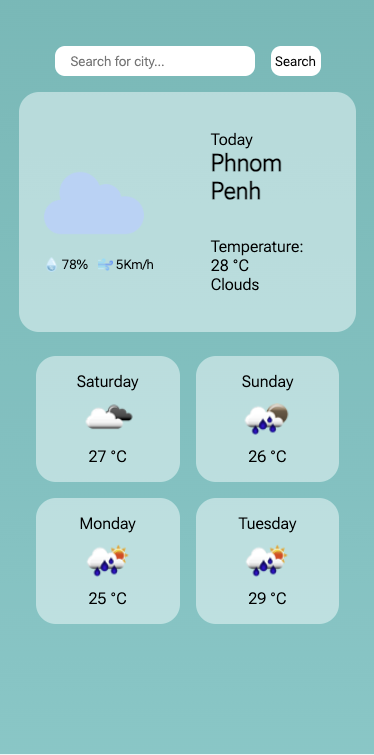 Search for city...
Search
Today
Phnom
Penh
Temperature:
28 °C
Clouds
78% 5Km/h
Saturday
27 °C
Sunday
26 °C
Monday
25 °C
Tuesday
29 °C